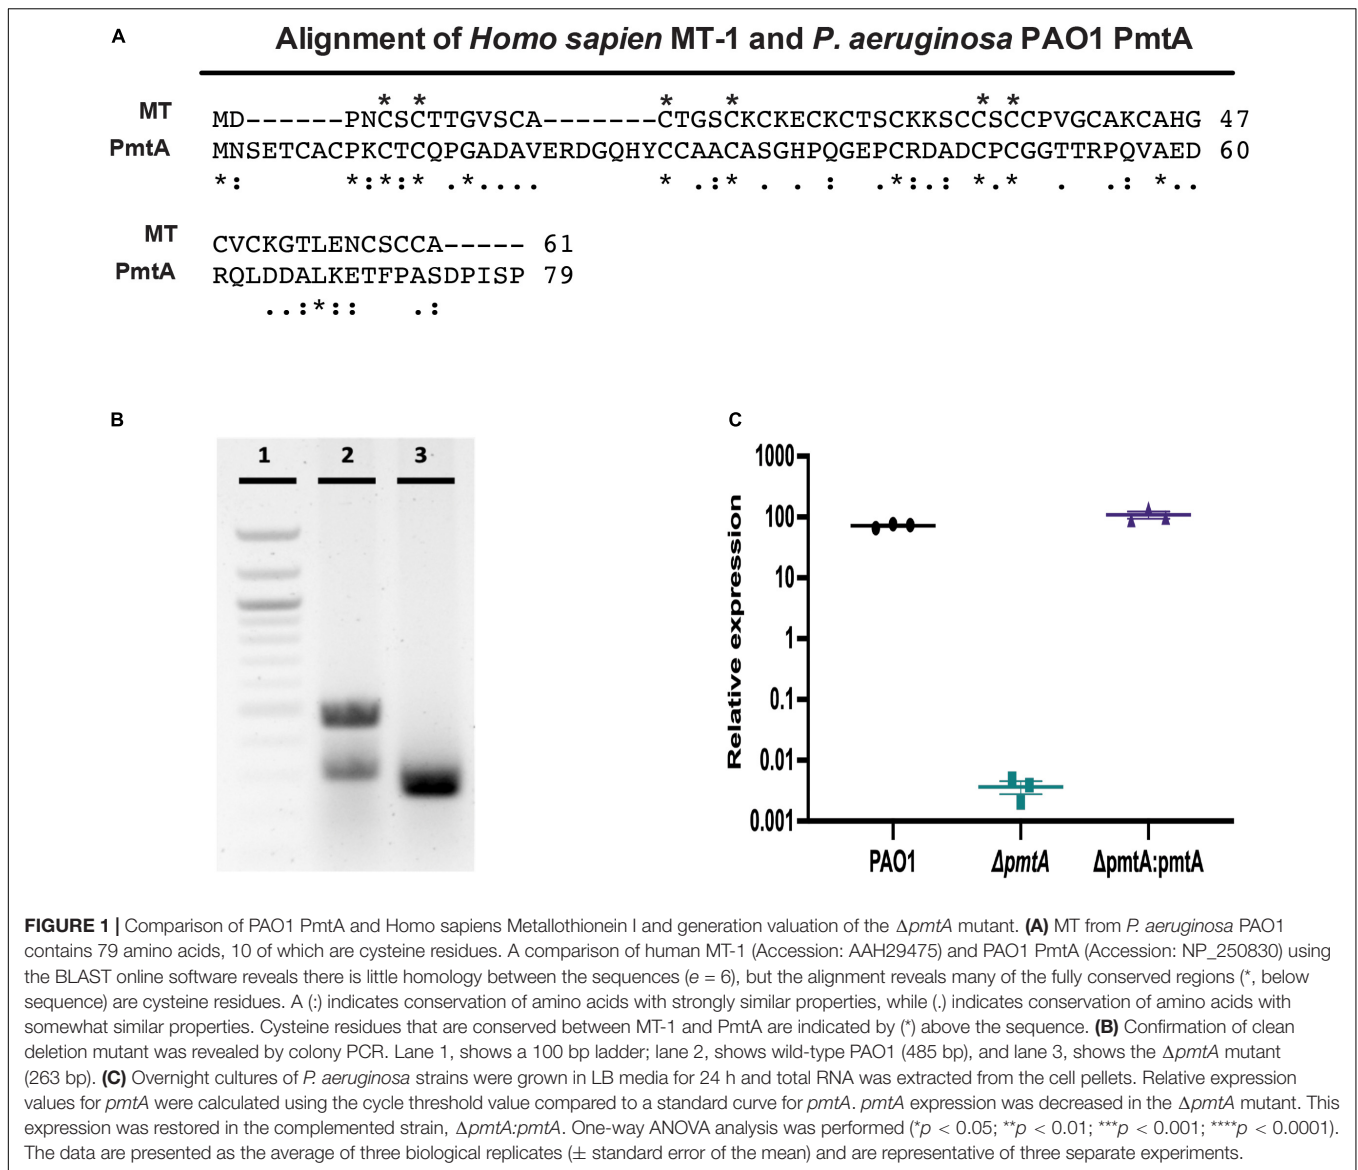 A
Alignment of Homo sapien MT-1 and P. aeruginosa PAO1 PmtA
* * * * * *
MT MD------PNCSCTTGVSCA-------CTGSCKCKECKCTSCKKSCCSCCPVGCAKCAHG 47
PmtA MNSETCACPKCTCQPGADAVERDGQHYCCAACASGHPQGEPCRDADCPCGGTTRPQVAED 60
*: *:*:* .*.... * .:* . . : .*:.: *.* . .: *..
MT CVCKGTLENCSCCA----- 61
PmtA RQLDDALKETFPASDPISP 79
..:*:: .:
B
1 2 3
C
Relative expression
1000
100
10
1
0.1
0.01
0.001
PAO1 ΔpmtA ΔpmtA:pmtA
FIGURE 1 | Comparison of PAO1 PmtA and Homo sapiens Metallothionein I and generation valuation of the ΔpmtA mutant. (A) MT from P. aeruginosa PAO1
contains 79 amino acids, 10 of which are cysteine residues. A comparison of human MT-1 (Accession: AAH29475) and PAO1 PmtA (Accession: NP_250830) using
the BLAST online software reveals there is little homology between the sequences (e = 6), but the alignment reveals many of the fully conserved regions (*, below
sequence) are cysteine residues. A (:) indicates conservation of amino acids with strongly similar properties, while (.) indicates conservation of amino acids with
somewhat similar properties. Cysteine residues that are conserved between MT-1 and PmtA are indicated by (*) above the sequence. (B) Confirmation of clean
deletion mutant was revealed by colony PCR. Lane 1, shows a 100 bp ladder; lane 2, shows wild-type PAO1 (485 bp), and lane 3, shows the ΔpmtA mutant
(263 bp). (C) Overnight cultures of P. aeruginosa strains were grown in LB media for 24 h and total RNA was extracted from the cell pellets. Relative expression
values for pmtA were calculated using the cycle threshold value compared to a standard curve for pmtA. pmtA expression was decreased in the ΔpmtA mutant. This
expression was restored in the complemented strain, ΔpmtA:pmtA. One-way ANOVA analysis was performed (*p < 0.05; **p < 0.01; ***p < 0.001; ****p < 0.0001).
The data are presented as the average of three biological replicates (± standard error of the mean) and are representative of three separate experiments.